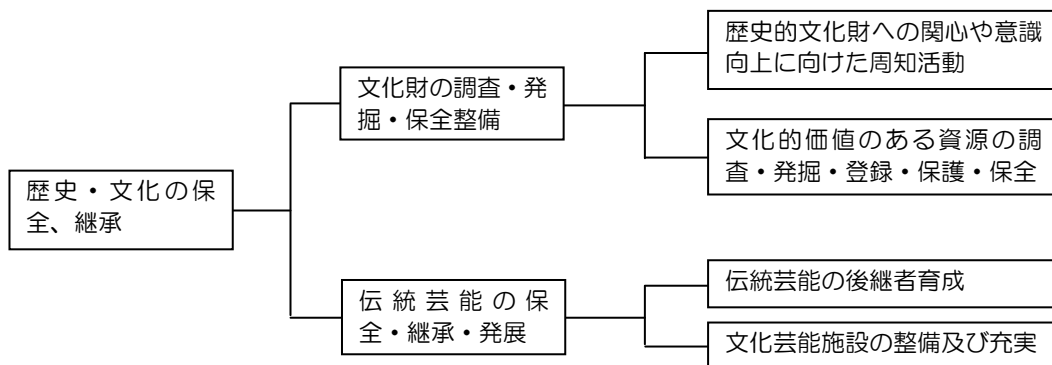 歴史・文化の保
全、継承
文化財の調査・発
掘・保全整備
歴史的文化財への関心や意識
向上に向けた周知活動
文化的価値のある資源の調
査・発掘・登録・保護・保全
伝統芸能の保
全・継承・発展
伝統芸能の後継者育成
文化芸能施設の整備及び充実